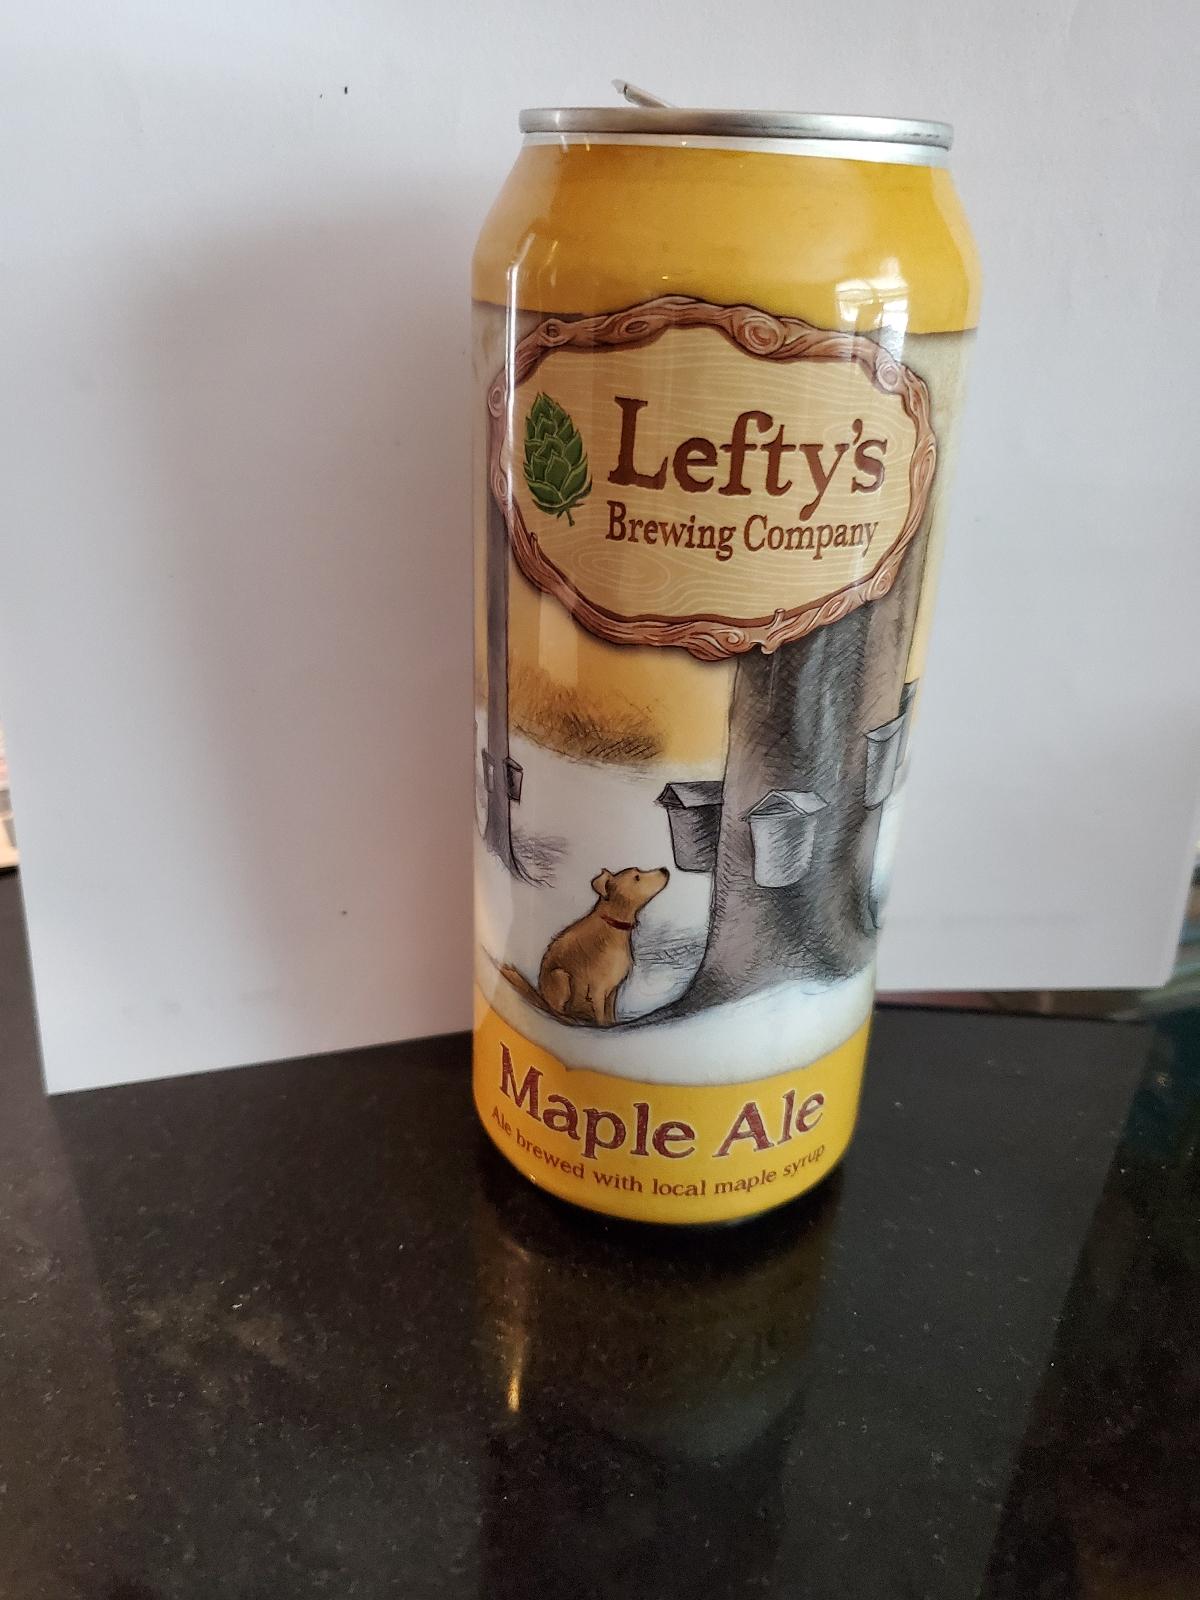 Lefty's
Brewing Company
Maple Ale
Ale brewed with local maple syrup